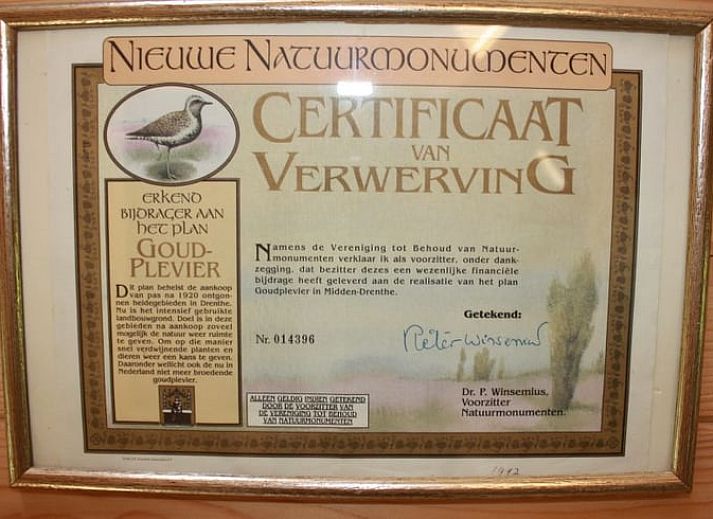 NIEUWE NATUURMONUMENTEN
CERTIFICAAT
VAN
VERWERVING
ERKEND
BIJDRAGER AAN
HET PLAN
GOUD-
PLEVIER
Dit plan behelst de aankoop
van pas na 1920 ontgon-
nen heidegebieden in Drenthe.
Nu is het intensief gebruikte
landbouwgrond. Doel is in deze
gebieden na aankoop zoveel
mogelijk de natuur weer ruimte
te geven. Om op die manier
snel verdwijnende planten en
dieren weer een kans te geven.
Daaronder wellicht ook de nu in
Nederland niet meer broedende
goudplevier.
Namens de Vereniging tot Behoud van Natuur-
monumenten verklaar ik als voorzitter, onder dank-
zegging, dat bezitter dezes een wezenlijke financiële
bijdrage heeft geleverd aan de realisatie van het plan
Goudplevier in Midden-Drenthe.
Getekend:
Nr. 014396
Pieter Winsemius
Dr. P. Winsemius,
Voorzitter
Natuurmonumenten.
ALLEEN GELDIG INDIEN GETEKEND
DOOR DE VOORZITTER VAN
DE VERENIGING TOT BEHOUD
VAN NATUURMONUMENTEN
1992